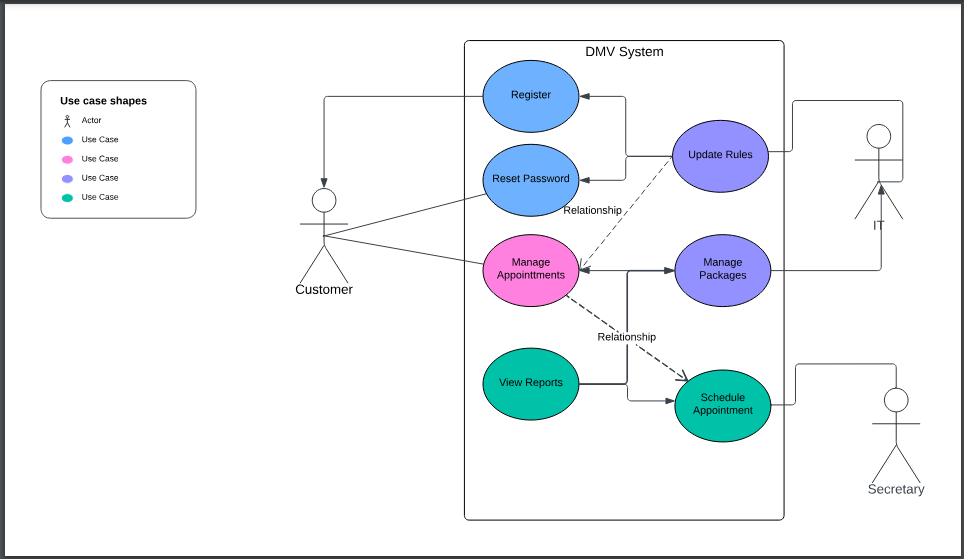 DMV System
Use case shapes
Actor
Use Case
Use Case
Use Case
Use Case
Register
Update Rules
Reset Password
Relationship
IT
Customer
Manage
Appointtments
Manage
Packages
Relationship
View Reports
Schedule
Appointment
Secretary